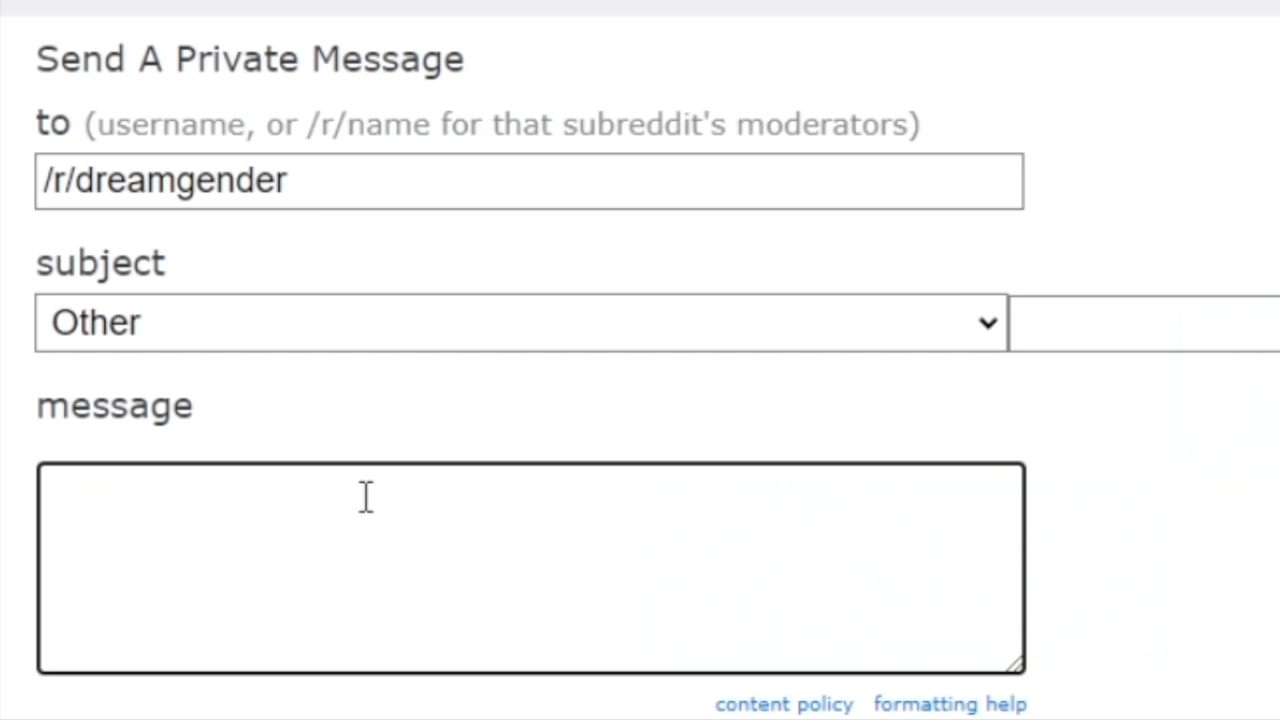 Send A Private Message
to (username, or /r/name for that subreddit's moderators)
/r/dreamgender
subject
Other
message
content policy formatting help